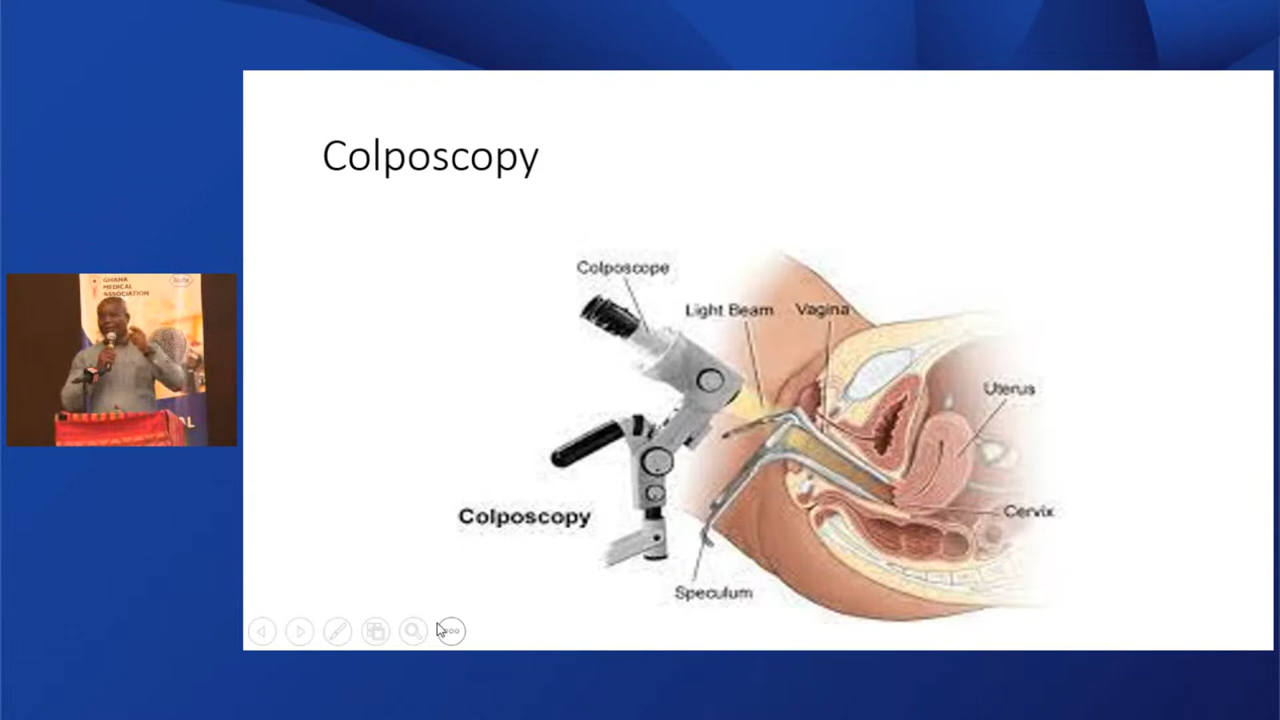 Colposcopy
Colposcope
Light Beam
Vagina
Uterus
Colposcopy
Cervix
Speculum
GHANA
MEDICAL
ASSOCIATION